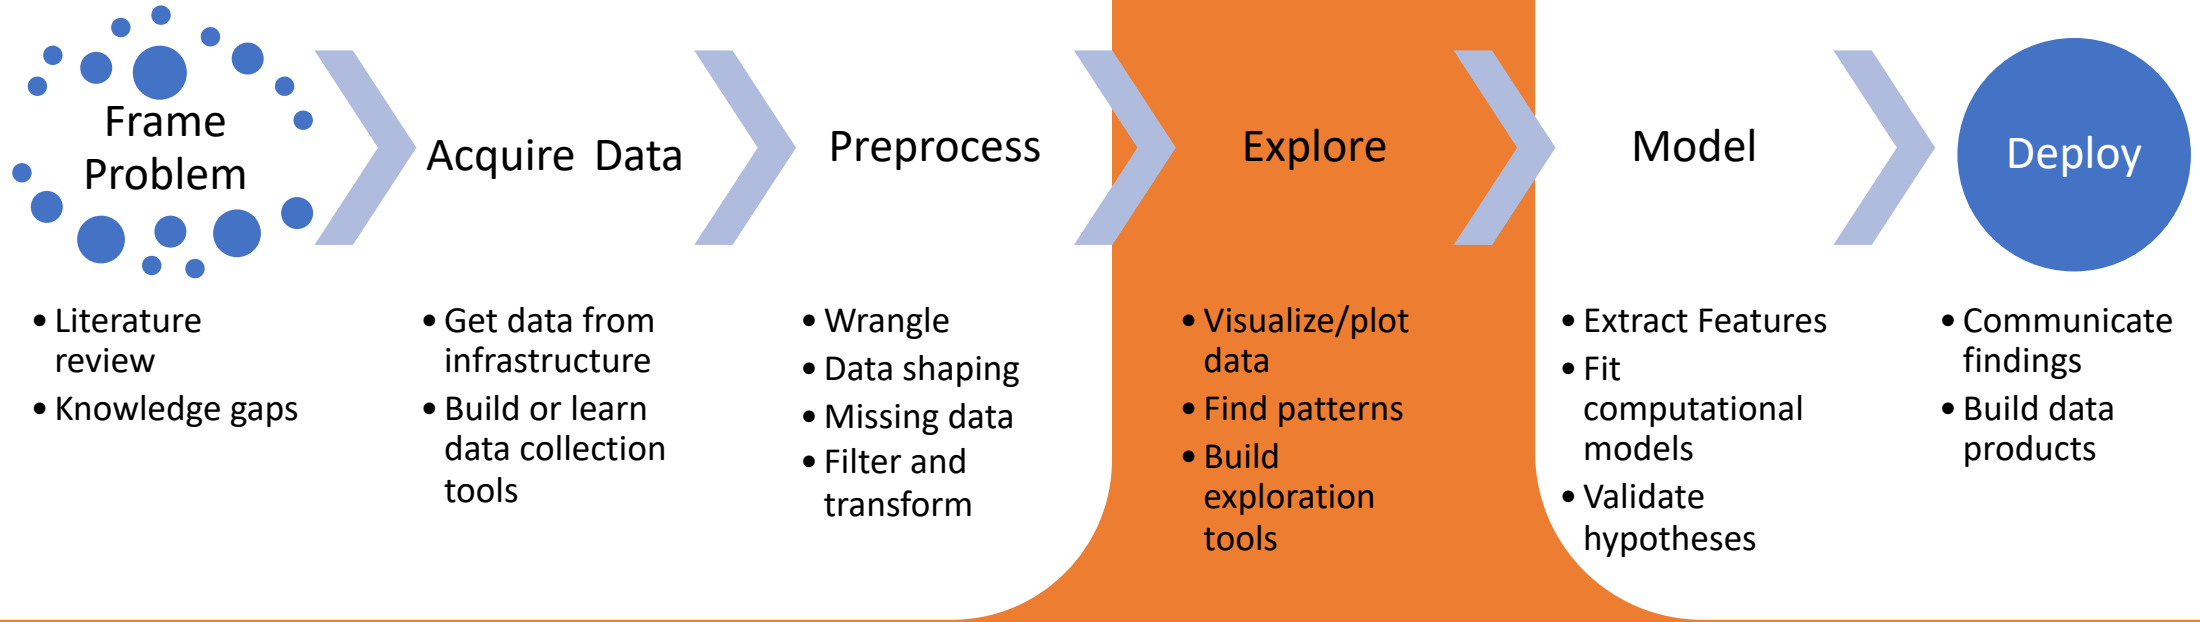 Frame
Problem
Acquire Data
Preprocess
Explore
Model
Deploy
• Literature
review
• Knowledge gaps
• Get data from
infrastructure
• Build or learn
data collection
tools
• Wrangle
• Data shaping
• Missing data
• Filter and
transform
• Visualize/plot
data
• Find patterns
• Build
exploration
tools
• Extract Features
• Fit
computational
models
• Validate
hypotheses
• Communicate
findings
• Build data
products